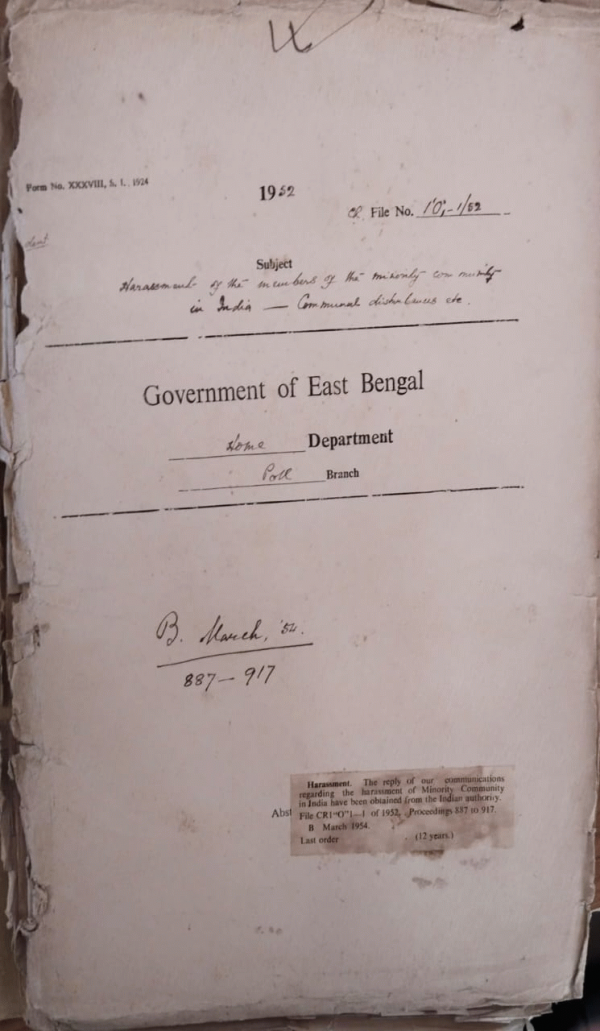 Form No. XXXVIII, S. 1., 1924
1952
File No. 'O'-1/52
Subject
Harassment of the members of the minority community
in India — Communal disturbances etc.
Government of East Bengal
Home Department
Poll Branch
B. March, '54.
887 — 917
Harassment. The reply of our communications
regarding the harassment of Minority Community
in India have been obtained from the Indian authority.
Abst
File CR1"O"1—1 of 1952, Proceedings 887 to 917.
B March 1954.
Last order (12 years.)